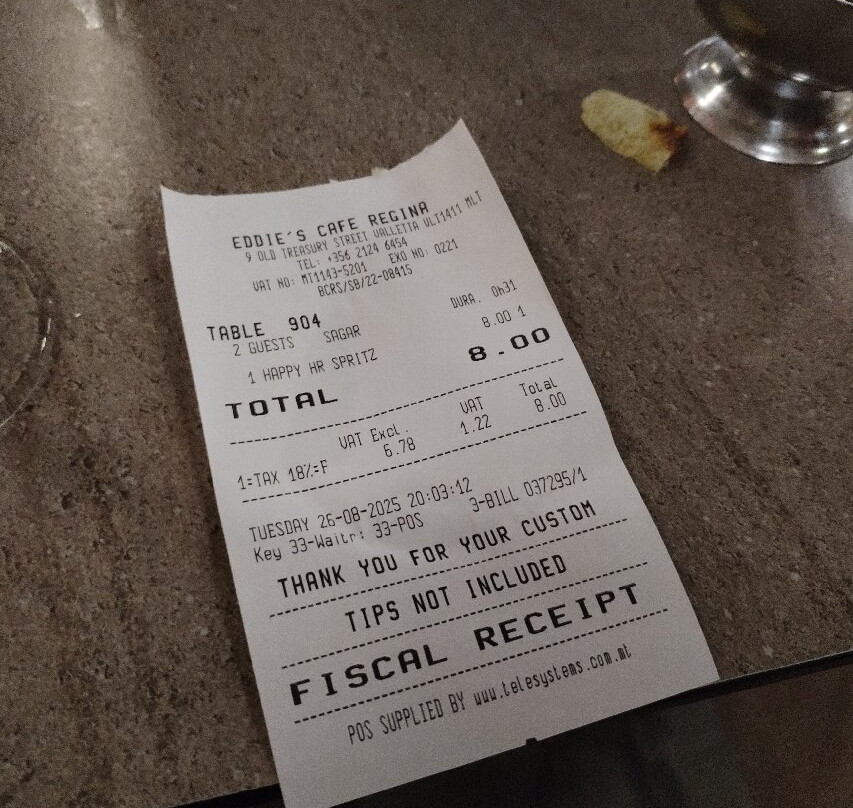 EDDIE'S CAFE REGINA
9 OLD TREASURY STREET VALLETTA VLT1411 MLT
TEL: +356 2124 6454
VAT NO: MT1143-5201 EXO NO: 0221
BCRS/SB/22-08415
TABLE 904 DURA. 0h31
2 GUESTS SAGAR
1 HAPPY HR SPRITZ 8.00 1
TOTAL 8.00
VAT Excl. VAT Total
1=TAX 18%=F 6.78 1.22 8.00
TUESDAY 26-08-2025 20:03:12
Key 33-Waitr: 33-POS 3-BILL 037295/1
THANK YOU FOR YOUR CUSTOM
TIPS NOT INCLUDED
FISCAL RECEIPT
POS SUPPLIED BY www.telesystems.com.mt